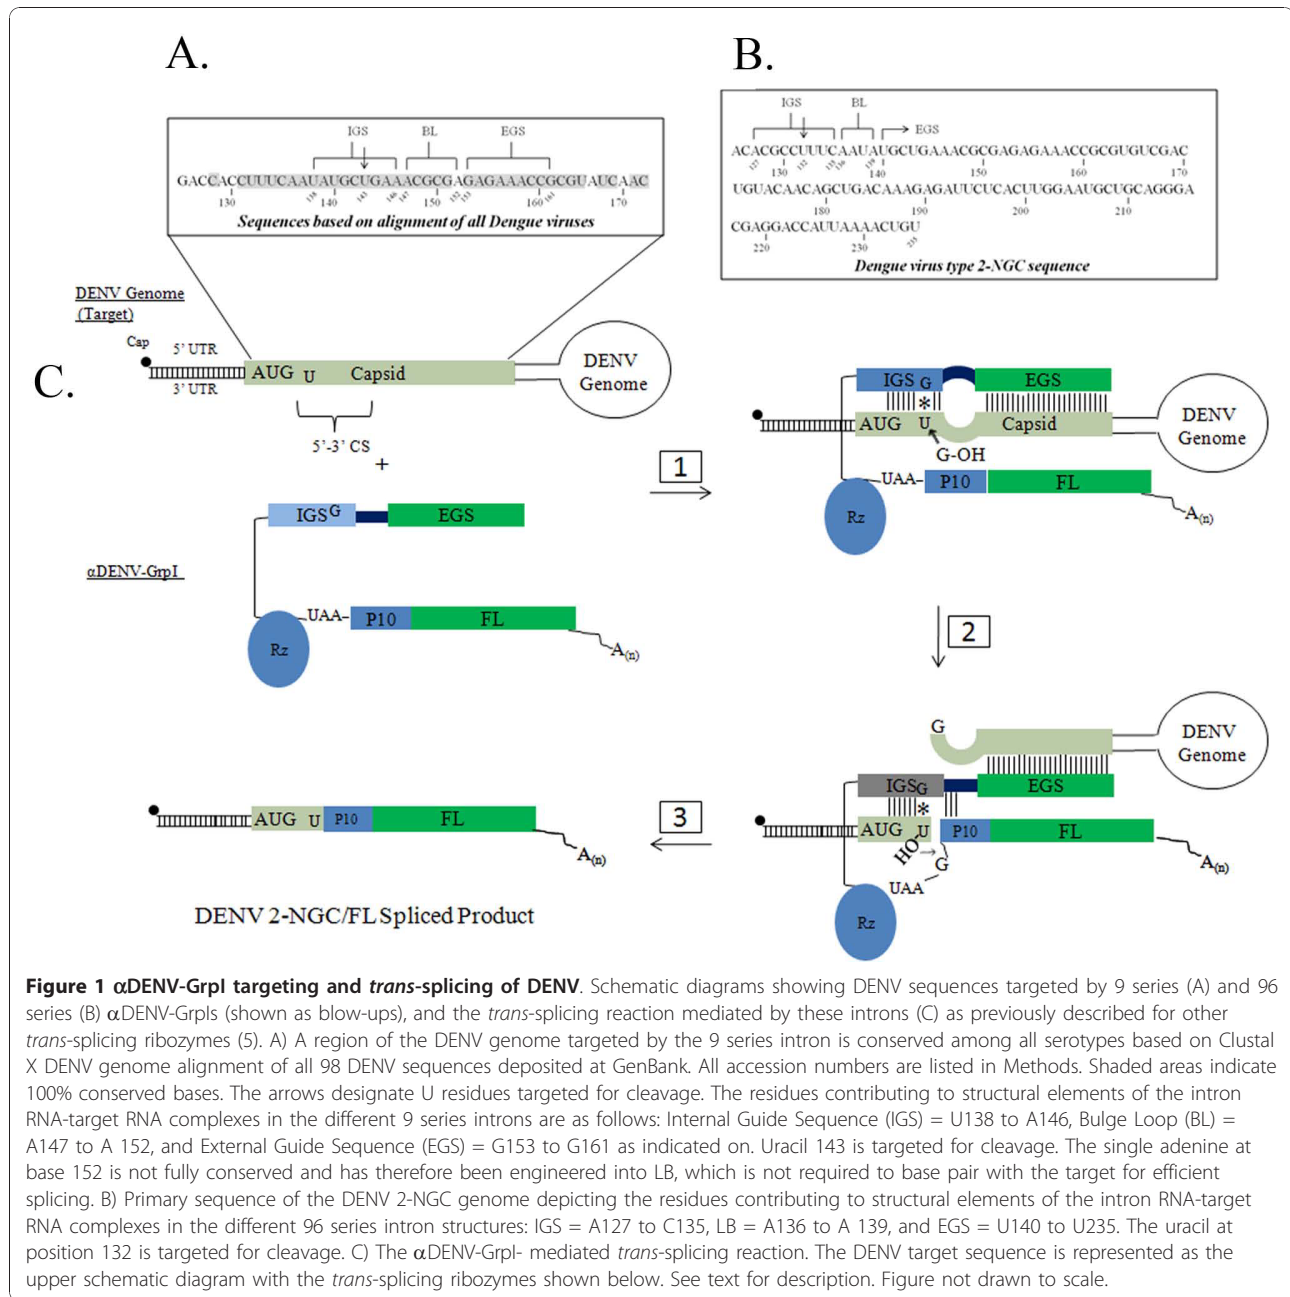 A.
B.
IGS
BL
EGS
GACCACCUUUCAAUAUGCUGAAACGCGAGAGAAACCGCGUAUCAAC
130
138
140
143
146
147
150
152
153
160
161
170
Sequences based on alignment of all Dengue viruses
IGS
BL
EGS
ACACGCCUUUCAAUAUGCUGAAACGCGAGAGAAACCGCGUGUCGAC
127
130
132
135
136
139
140
150
160
170
UGUACAACAGCUGACAAAGAGAUUCUCACUUGGAAUGCUGCAGGGA
180
190
200
210
CGAGGACCAUUAAAACUGU
220
230
235
Dengue virus type 2-NGC sequence
C.
DENV Genome
(Target)
Cap
5' UTR
3' UTR
AUG
U
Capsid
DENV
Genome
5'-3' CS
+
αDENV-GrpI
IGS
G
EGS
Rz
UAA
P10
FL
A(n)
1
IGS
G
EGS
*
AUG
U
Capsid
DENV
Genome
G-OH
UAA
P10
FL
Rz
A(n)
2
G
DENV
Genome
IGS
G
EGS
*
AUG
U
P10
FL
HO
G
UAA
Rz
A(n)
3
AUG
U
P10
FL
A(n)
DENV 2-NGC/FL Spliced Product
Figure 1 αDENV-GrpI targeting and trans-splicing of DENV. Schematic diagrams showing DENV sequences targeted by 9 series (A) and 96
series (B) αDENV-GrpIs (shown as blow-ups), and the trans-splicing reaction mediated by these introns (C) as previously described for other
trans-splicing ribozymes (5). A) A region of the DENV genome targeted by the 9 series intron is conserved among all serotypes based on Clustal
X DENV genome alignment of all 98 DENV sequences deposited at GenBank. All accession numbers are listed in Methods. Shaded areas indicate
100% conserved bases. The arrows designate U residues targeted for cleavage. The residues contributing to structural elements of the intron
RNA-target RNA complexes in the different 9 series introns are as follows: Internal Guide Sequence (IGS) = U138 to A146, Bulge Loop (BL) =
A147 to A 152, and External Guide Sequence (EGS) = G153 to G161 as indicated on. Uracil 143 is targeted for cleavage. The single adenine at
base 152 is not fully conserved and has therefore been engineered into LB, which is not required to base pair with the target for efficient
splicing. B) Primary sequence of the DENV 2-NGC genome depicting the residues contributing to structural elements of the intron RNA-target
RNA complexes in the different 96 series intron structures: IGS = A127 to C135, LB = A136 to A 139, and EGS = U140 to U235. The uracil at
position 132 is targeted for cleavage. C) The αDENV-GrpI- mediated trans-splicing reaction. The DENV target sequence is represented as the
upper schematic diagram with the trans-splicing ribozymes shown below. See text for description. Figure not drawn to scale.